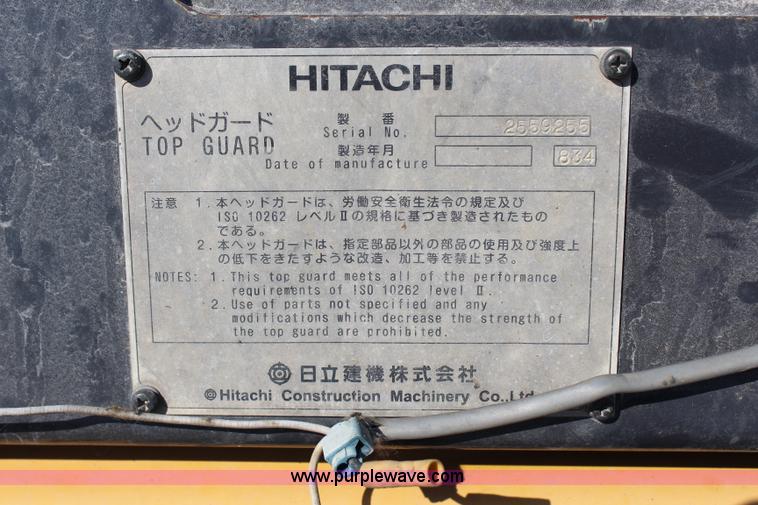 HITACHI
ヘッドガード 製 番
TOP GUARD Serial No. 2559255
製造年月
Date of manufacture 834
注意 1. 本ヘッドガードは、労働安全衛生法令の規定及び
ISO 10262 レベルⅡの規格に基づき製造されたもの
である。
2. 本ヘッドガードは、指定部品以外の部品の使用及び強度上
の低下をきたすような改造、加工等を禁止する。
NOTES: 1. This top guard meets all of the performance
requirements of ISO 10262 level Ⅱ.
2. Use of parts not specified and any
modifications which decrease the strength of
the top guard are prohibited.
日立建機株式会社
©Hitachi Construction Machinery Co.,Ltd.
www.purplewave.com